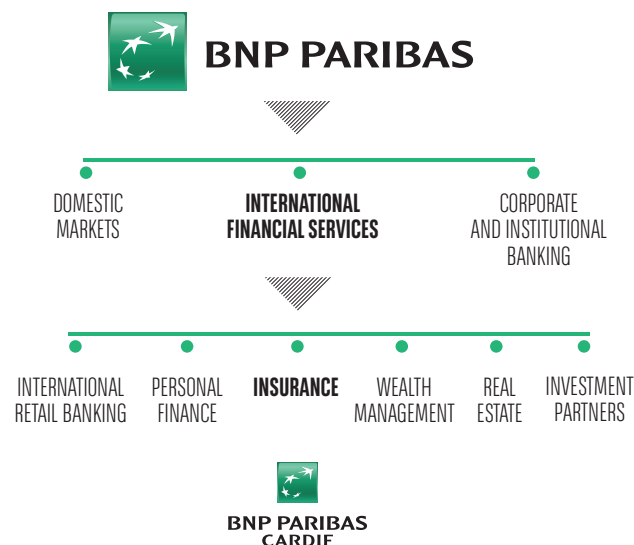 BNP PARIBAS
DOMESTIC
MARKETS
INTERNATIONAL
FINANCIAL SERVICES
CORPORATE
AND INSTITUTIONAL
BANKING
INTERNATIONAL
RETAIL BANKING
PERSONAL
FINANCE
INSURANCE
WEALTH
MANAGEMENT
REAL
ESTATE
INVESTMENT
PARTNERS
BNP PARIBAS
CARDIF